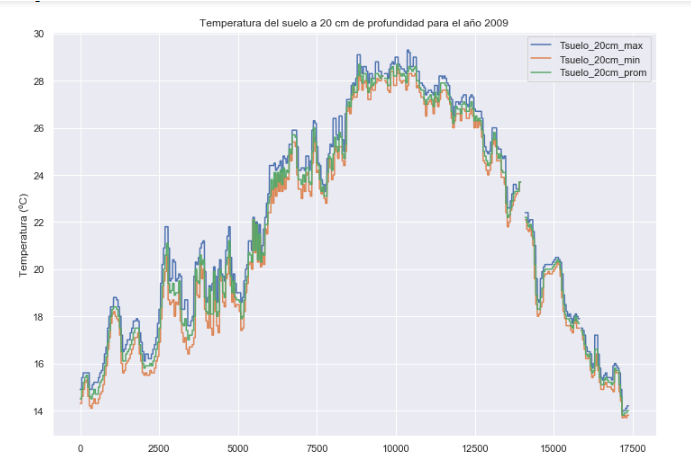 Temperatura del suelo a 20 cm de profundidad para el año 2009
Tsuelo_20cm_max
Tsuelo_20cm_min
Tsuelo_20cm_prom
Temperatura (ºC)
30
28
26
24
22
20
18
16
14
0 2500 5000 7500 10000 12500 15000 17500